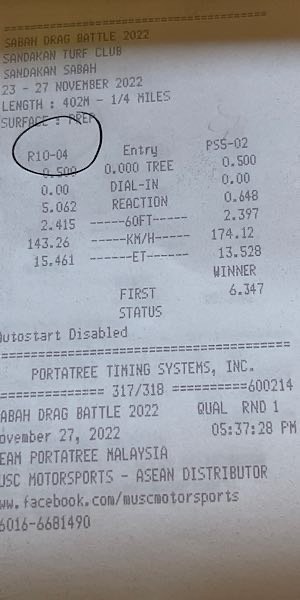 SABAH DRAG BATTLE 2022
SANDAKAN TURF CLUB
SANDAKAN SABAH
23 - 27 NOVEMBER 2022
LENGTH : 402M - 1/4 MILES
SURFACE : PREP
R10-04 Entry PS5-02
0.500 0.000 TREE 0.500
0.00 DIAL-IN 0.00
5.062 REACTION 0.648
2.415 ------60FT------ 2.397
143.26 ------KM/H----- 174.12
15.461 ------ET------ 13.528
WINNER
FIRST 6.347
STATUS
Autostart Disabled
====================================
PORTATREE TIMING SYSTEMS, INC.
============= 317/318 ==========600214
ABAH DRAG BATTLE 2022 QUAL RND 1
ovember 27, 2022 05:37:28 PM
EAM PORTATREE MALAYSIA
USC MOTORSPORTS - ASEAN DISTRIBUTOR
ww.facebook.com/muscmotorsports
6016-6681490